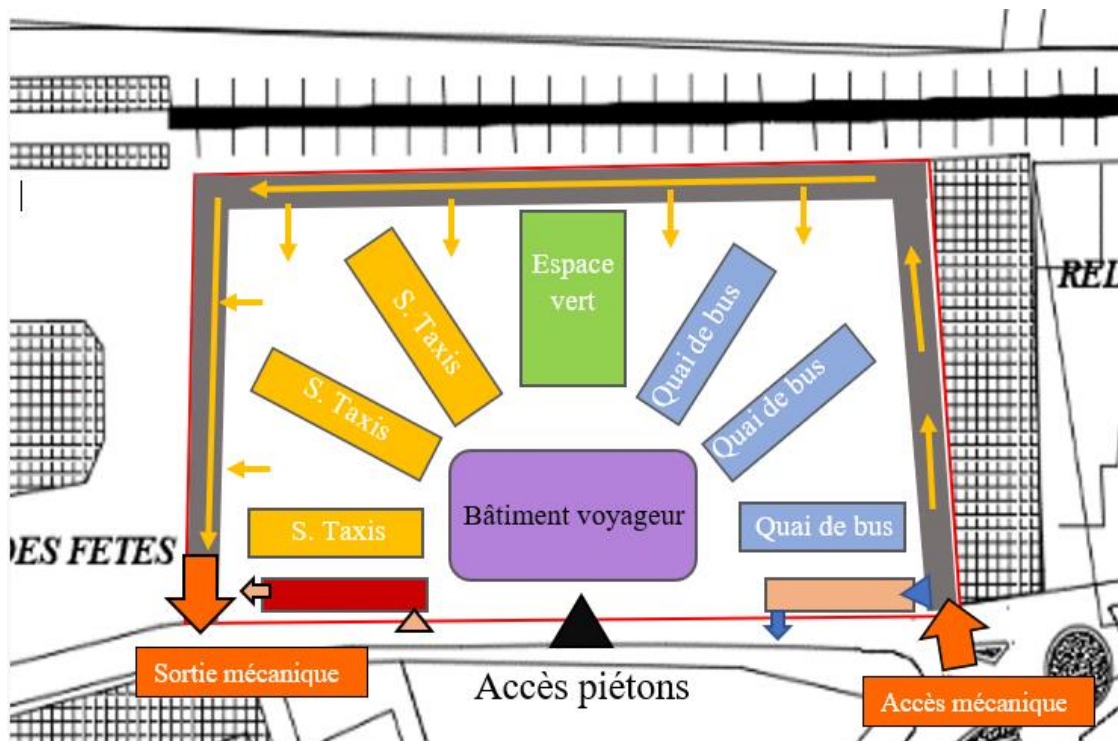 Espace
vert
S. Taxis
Quai de bus
S. Taxis
Quai de bus
REL
Bâtiment voyageur
S. Taxis
Quai de bus
DES FETES
Sortie mécanique
Accès piétons
Accès mécanique